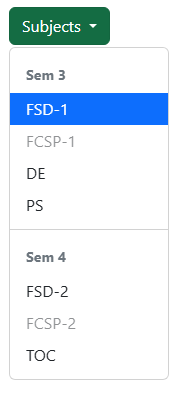 Subjects
Sem 3
FSD-1
FCSP-1
DE
PS
Sem 4
FSD-2
FCSP-2
TOC